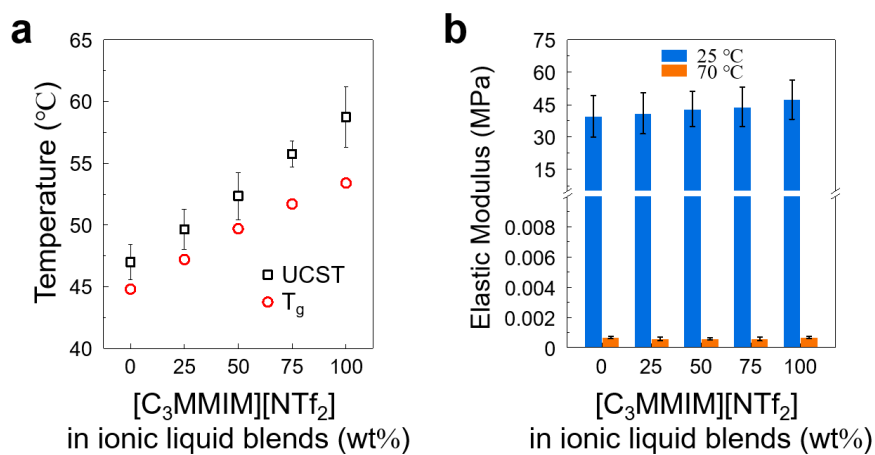 a
65
60
55
50
45
40
Temperature (℃)
UCST
Tg
0 25 50 75 100
[C₃MMIM][NTf₂]
in ionic liquid blends (wt%)
b
75
60
45
30
15
0.008
0.006
0.004
0.002
0
Elastic Modulus (MPa)
25 ℃
70 ℃
0 25 50 75 100
[C₃MMIM][NTf₂]
in ionic liquid blends (wt%)